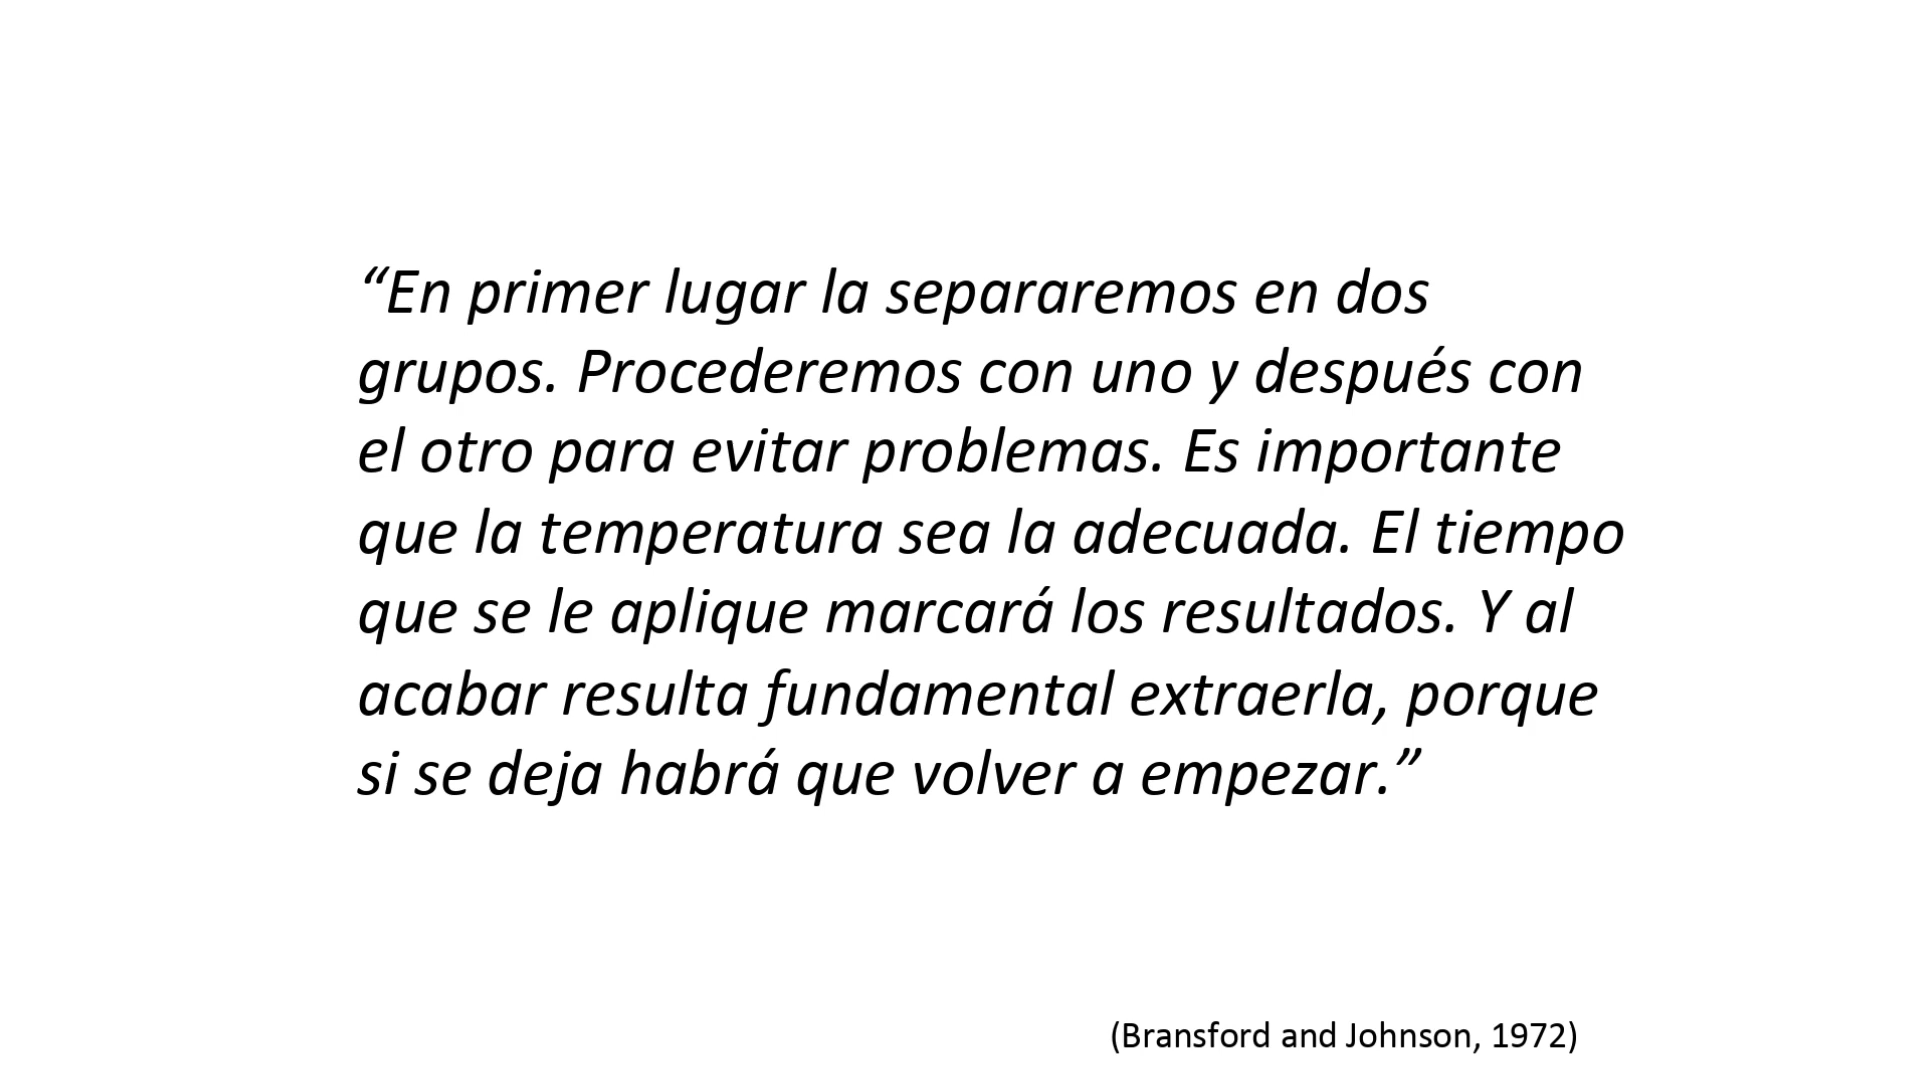 “En primer lugar la separaremos en dos
grupos. Procederemos con uno y después con
el otro para evitar problemas. Es importante
que la temperatura sea la adecuada. El tiempo
que se le aplique marcará los resultados. Y al
acabar resulta fundamental extraerla, porque
si se deja habrá que volver a empezar.”
(Bransford and Johnson, 1972)